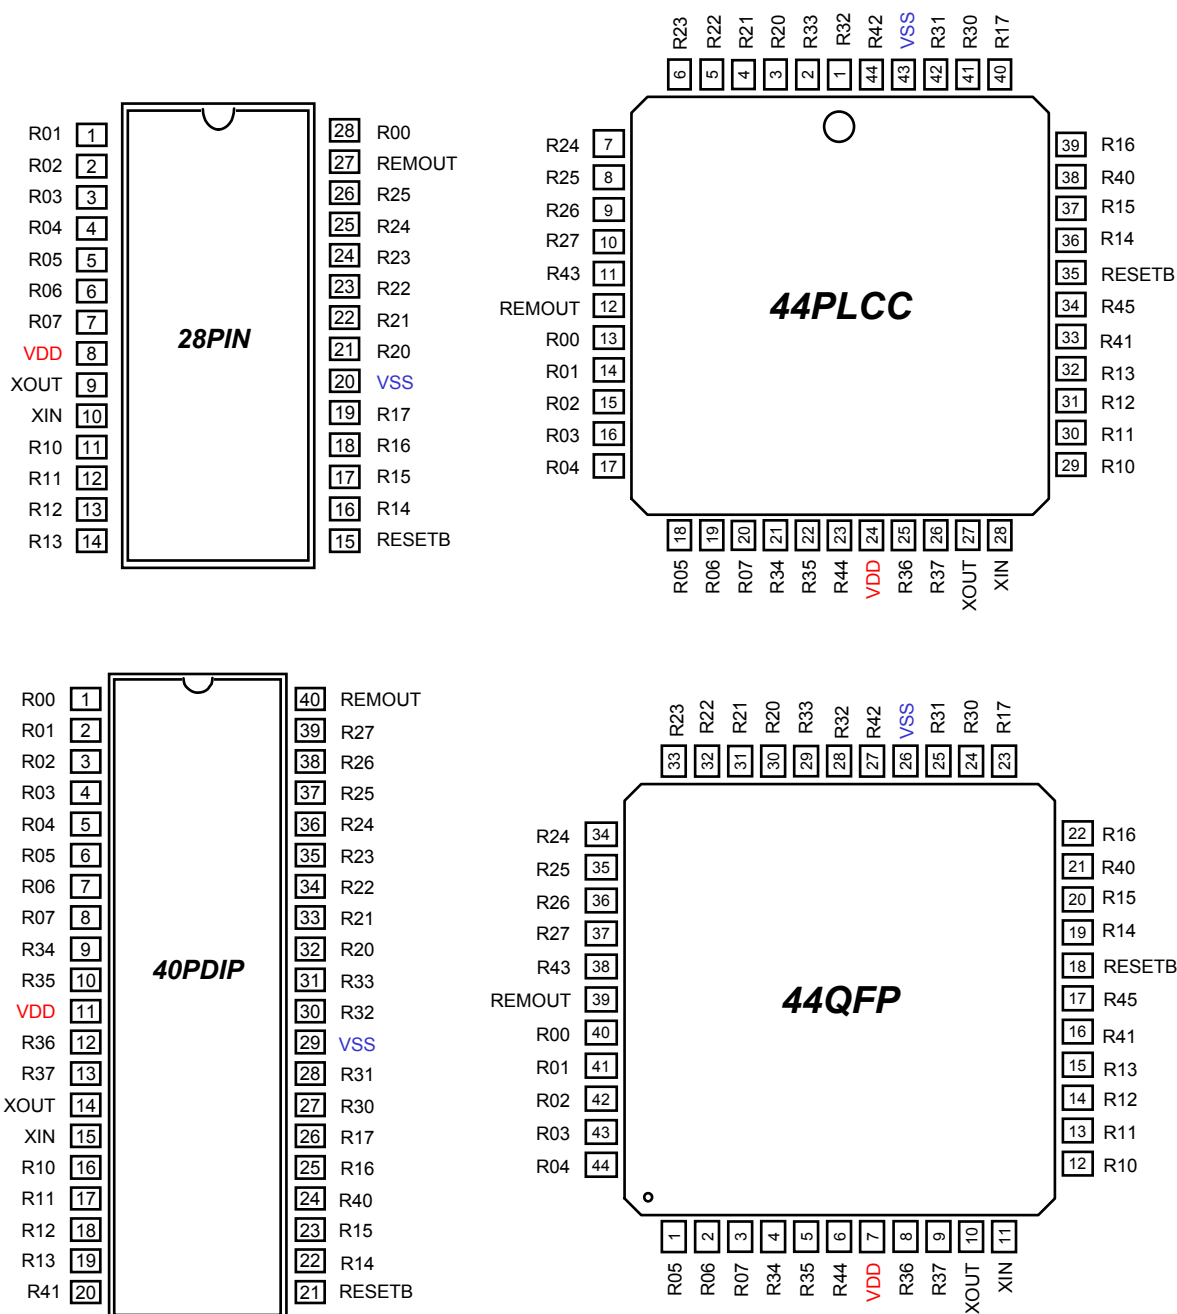 R01 1
R02 2
R03 3
R04 4
R05 5
R06 6
R07 7
VDD 8
XOUT 9
XIN 10
R10 11
R11 12
R12 13
R13 14
28PIN
28 R00
27 REMOUT
26 R25
25 R24
24 R23
23 R22
22 R21
21 R20
20 VSS
19 R17
18 R16
17 R15
16 R14
15 RESETB
R23 R22 R21 R20 R33 R32 R42 VSS R31 R30 R17
6 5 4 3 2 1 44 43 42 41 40
R24 7
R25 8
R26 9
R27 10
R43 11
REMOUT 12
R00 13
R01 14
R02 15
R03 16
R04 17
44PLCC
39 R16
38 R40
37 R15
36 R14
35 RESETB
34 R45
33 R41
32 R13
31 R12
30 R11
29 R10
18 19 20 21 22 23 24 25 26 27 28
R05 R06 R07 R34 R35 R44 VDD R36 R37 XOUT XIN
R00 1
R01 2
R02 3
R03 4
R04 5
R05 6
R06 7
R07 8
R34 9
R35 10
VDD 11
R36 12
R37 13
XOUT 14
XIN 15
R10 16
R11 17
R12 18
R13 19
R41 20
40PDIP
40 REMOUT
39 R27
38 R26
37 R25
36 R24
35 R23
34 R22
33 R21
32 R20
31 R33
30 R32
29 VSS
28 R31
27 R30
26 R17
25 R16
24 R40
23 R15
22 R14
21 RESETB
R23 R22 R21 R20 R33 R32 R42 VSS R31 R30 R17
33 32 31 30 29 28 27 26 25 24 23
R24 34
R25 35
R26 36
R27 37
R43 38
REMOUT 39
R00 40
R01 41
R02 42
R03 43
R04 44
44QFP
22 R16
21 R40
20 R15
19 R14
18 RESETB
17 R45
16 R41
15 R13
14 R12
13 R11
12 R10
1 2 3 4 5 6 7 8 9 10 11
R05 R06 R07 R34 R35 R44 VDD R36 R37 XOUT XIN